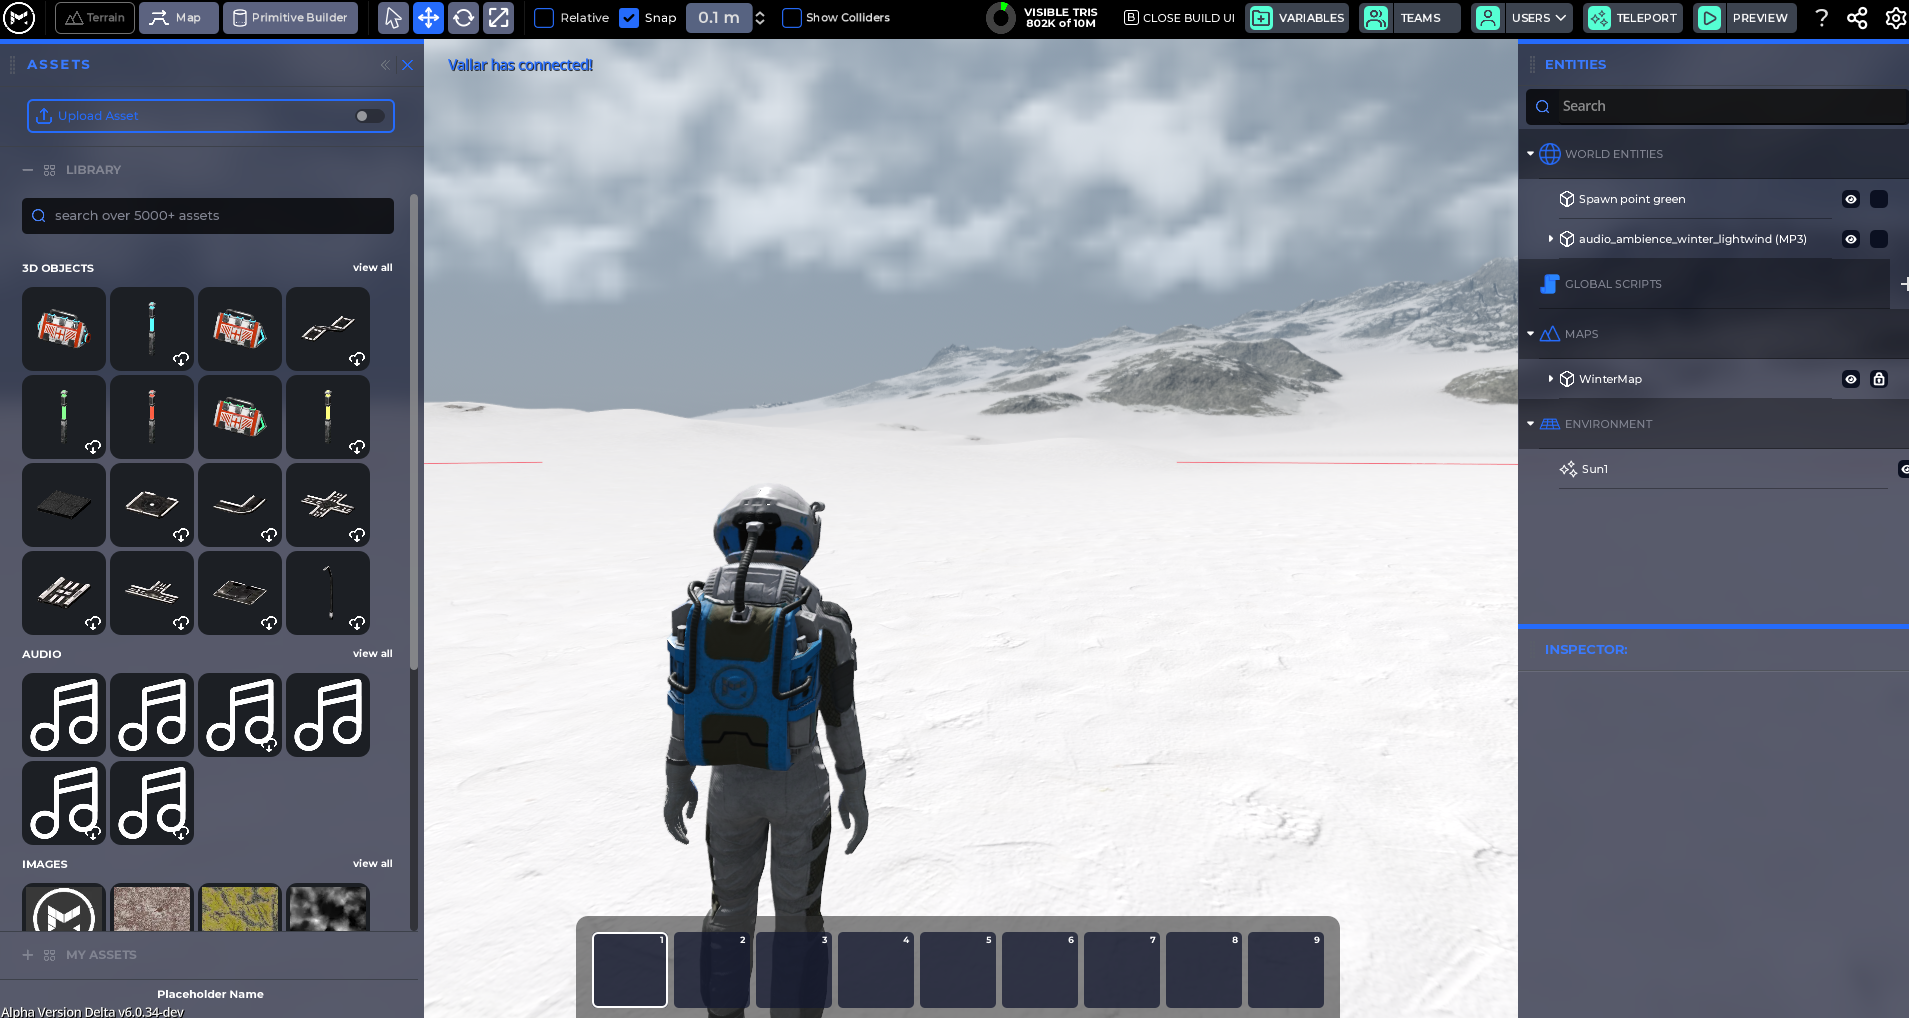 Terrain
Map
Primitive Builder
Relative
Snap
0.1 m
Show Colliders
VISIBLE TRIS
802K of 10M
B CLOSE BUILD UI
VARIABLES
TEAMS
USERS
TELEPORT
PREVIEW
?
ASSETS
Upload Asset
LIBRARY
search over 5000+ assets
3D OBJECTS
view all
AUDIO
view all
IMAGES
view all
MY ASSETS
Placeholder Name
Alpha Version Delta v6.0.34-dev
Vallar has connected!
1
2
3
4
5
6
7
8
9
ENTITIES
Search
WORLD ENTITIES
Spawn point green
audio_ambience_winter_lightwind (MP3)
GLOBAL SCRIPTS
MAPS
WinterMap
ENVIRONMENT
Sun1
INSPECTOR: